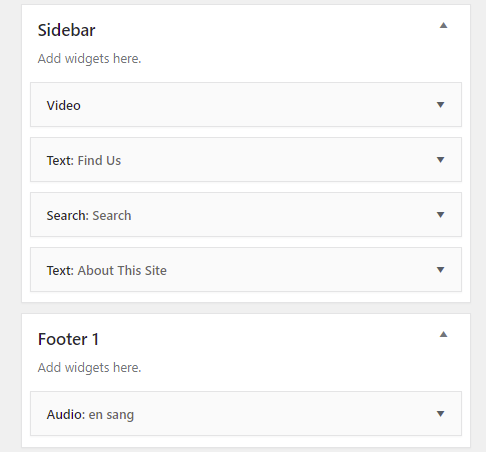 Sidebar
Add widgets here.
Video
Text: Find Us
Search: Search
Text: About This Site
Footer 1
Add widgets here.
Audio: en sang